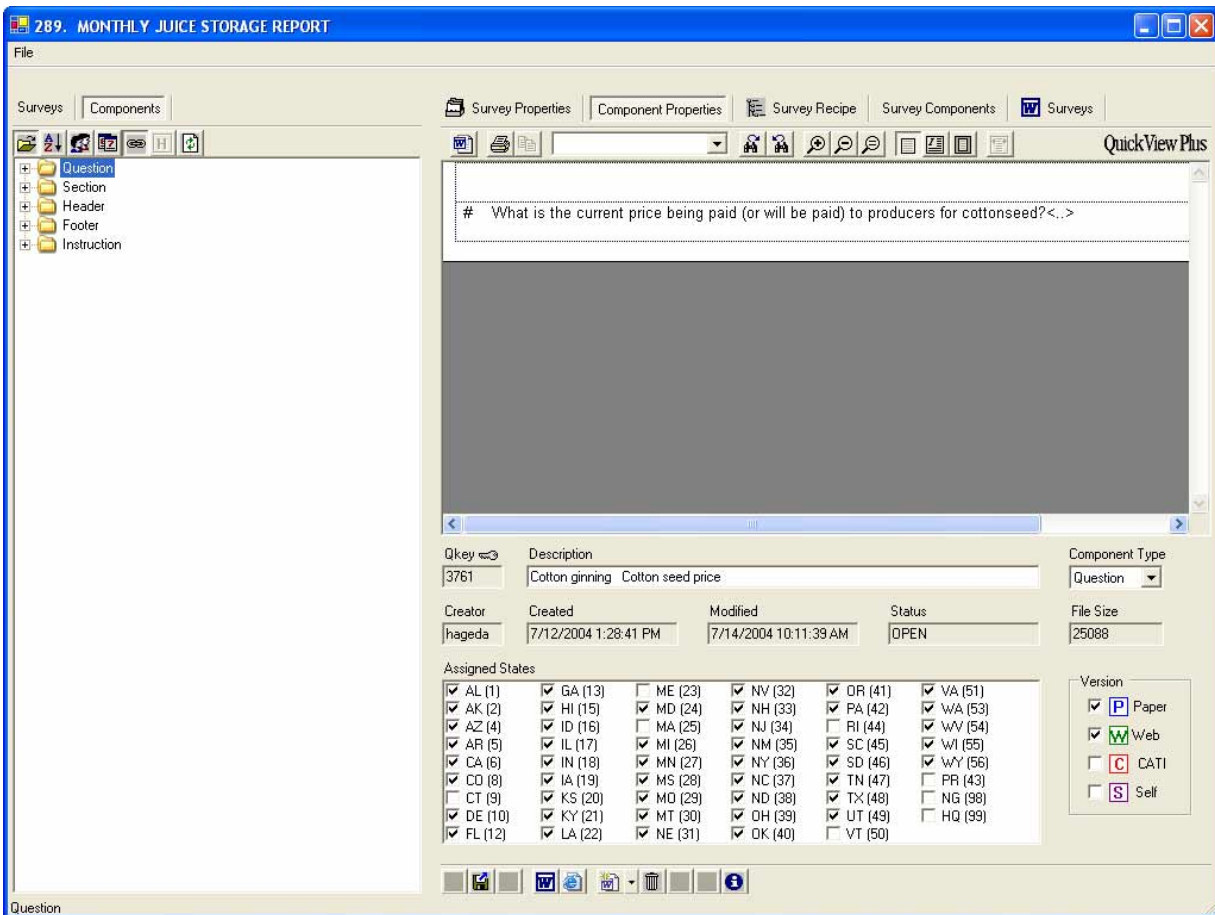 289. MONTHLY JUICE STORAGE REPORT
File
Surveys Components
Survey Properties Component Properties Survey Recipe Survey Components W Surveys
QuickView Plus
Question
Section
Header
Footer
Instruction
# What is the current price being paid (or will be paid) to producers for cottonseed?<..>
Qkey Description Component Type
3761 Cotton ginning Cotton seed price Question
Creator Created Modified Status File Size
hageda 7/12/2004 1:28:41 PM 7/14/2004 10:11:39 AM OPEN 25088
Assigned States
AL (1) GA (13) ME (23) NV (32) OR (41) VA (51)
AK (2) HI (15) MD (24) NH (33) PA (42) WA (53)
AZ (4) ID (16) MA (25) NJ (34) RI (44) WV (54)
AR (5) IL (17) MI (26) NM (35) SC (45) WI (55)
CA (6) IN (18) MN (27) NY (36) SD (46) WY (56)
CO (8) IA (19) MS (28) NC (37) TN (47) PR (43)
CT (9) KS (20) MO (29) ND (38) TX (48) NG (98)
DE (10) KY (21) MT (30) OH (39) UT (49) HQ (99)
FL (12) LA (22) NE (31) OK (40) VT (50)
Version
P Paper
W Web
C CATI
S Self
Question